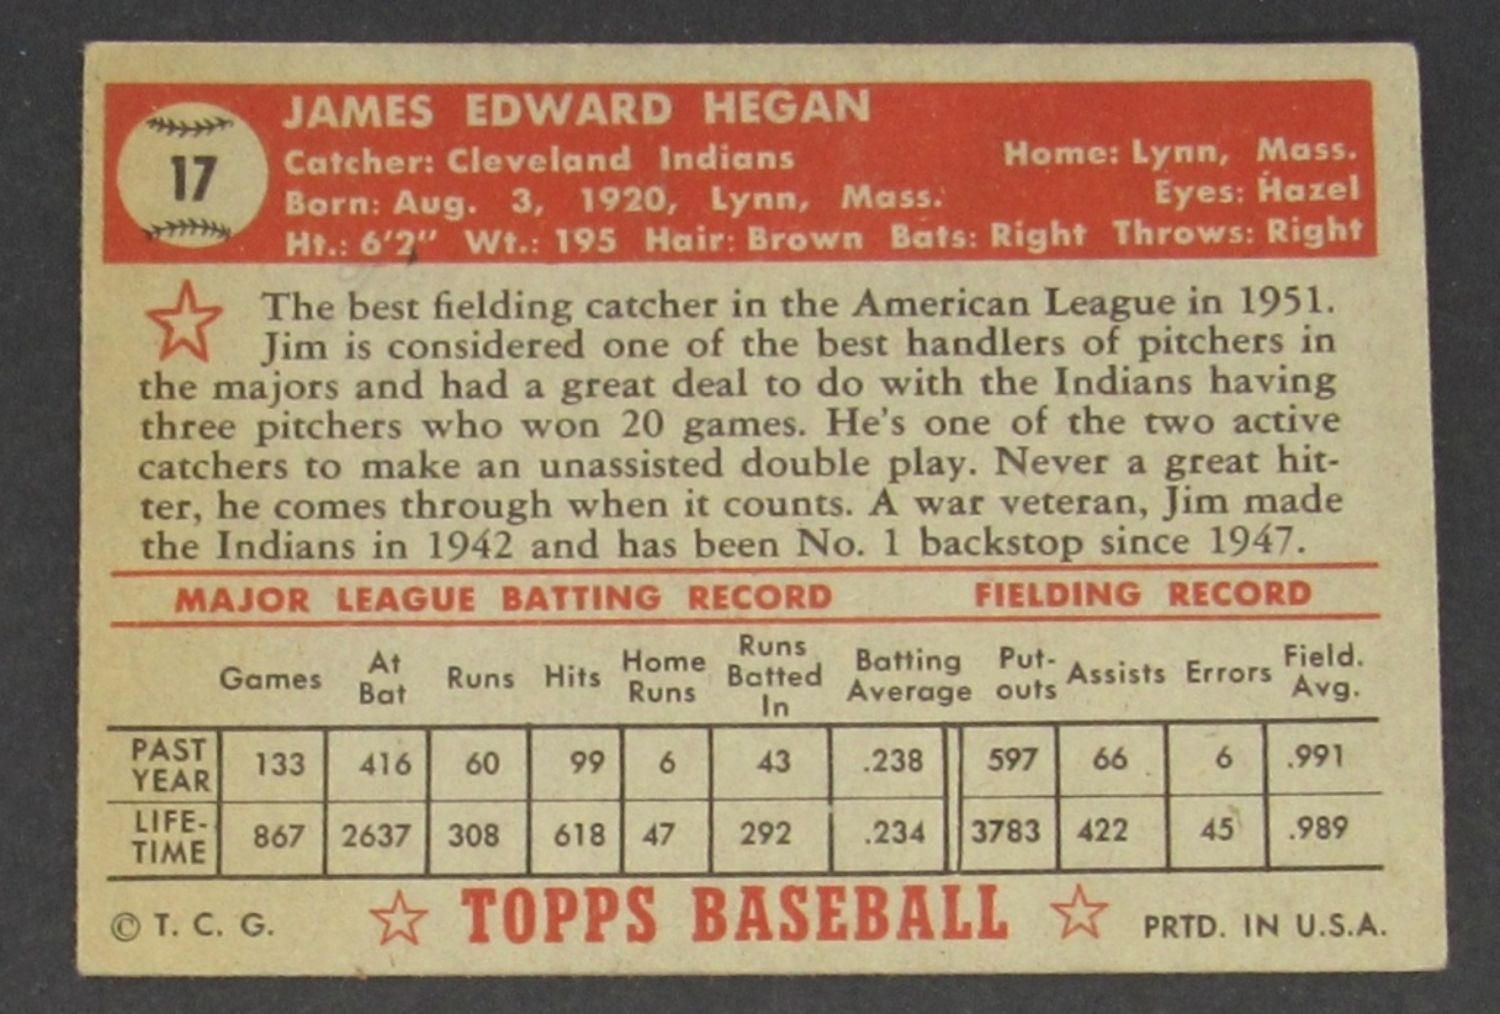 17
JAMES EDWARD HEGAN
Catcher: Cleveland Indians Home: Lynn, Mass.
Born: Aug. 3, 1920, Lynn, Mass. Eyes: Hazel
Ht.: 6'2" Wt.: 195 Hair: Brown Bats: Right Throws: Right
The best fielding catcher in the American League in 1951.
Jim is considered one of the best handlers of pitchers in
the majors and had a great deal to do with the Indians having
three pitchers who won 20 games. He's one of the two active
catchers to make an unassisted double play. Never a great hit-
ter, he comes through when it counts. A war veteran, Jim made
the Indians in 1942 and has been No. 1 backstop since 1947.
MAJOR LEAGUE BATTING RECORD FIELDING RECORD
Games At Bat Runs Hits Home Runs Runs Batted In Batting Average Put-outs Assists Errors Field. Avg.
PAST YEAR 133 416 60 99 6 43 .238 597 66 6 .991
LIFE-TIME 867 2637 308 618 47 292 .234 3783 422 45 .989
© T. C. G. TOPPS BASEBALL PRTD. IN U.S.A.